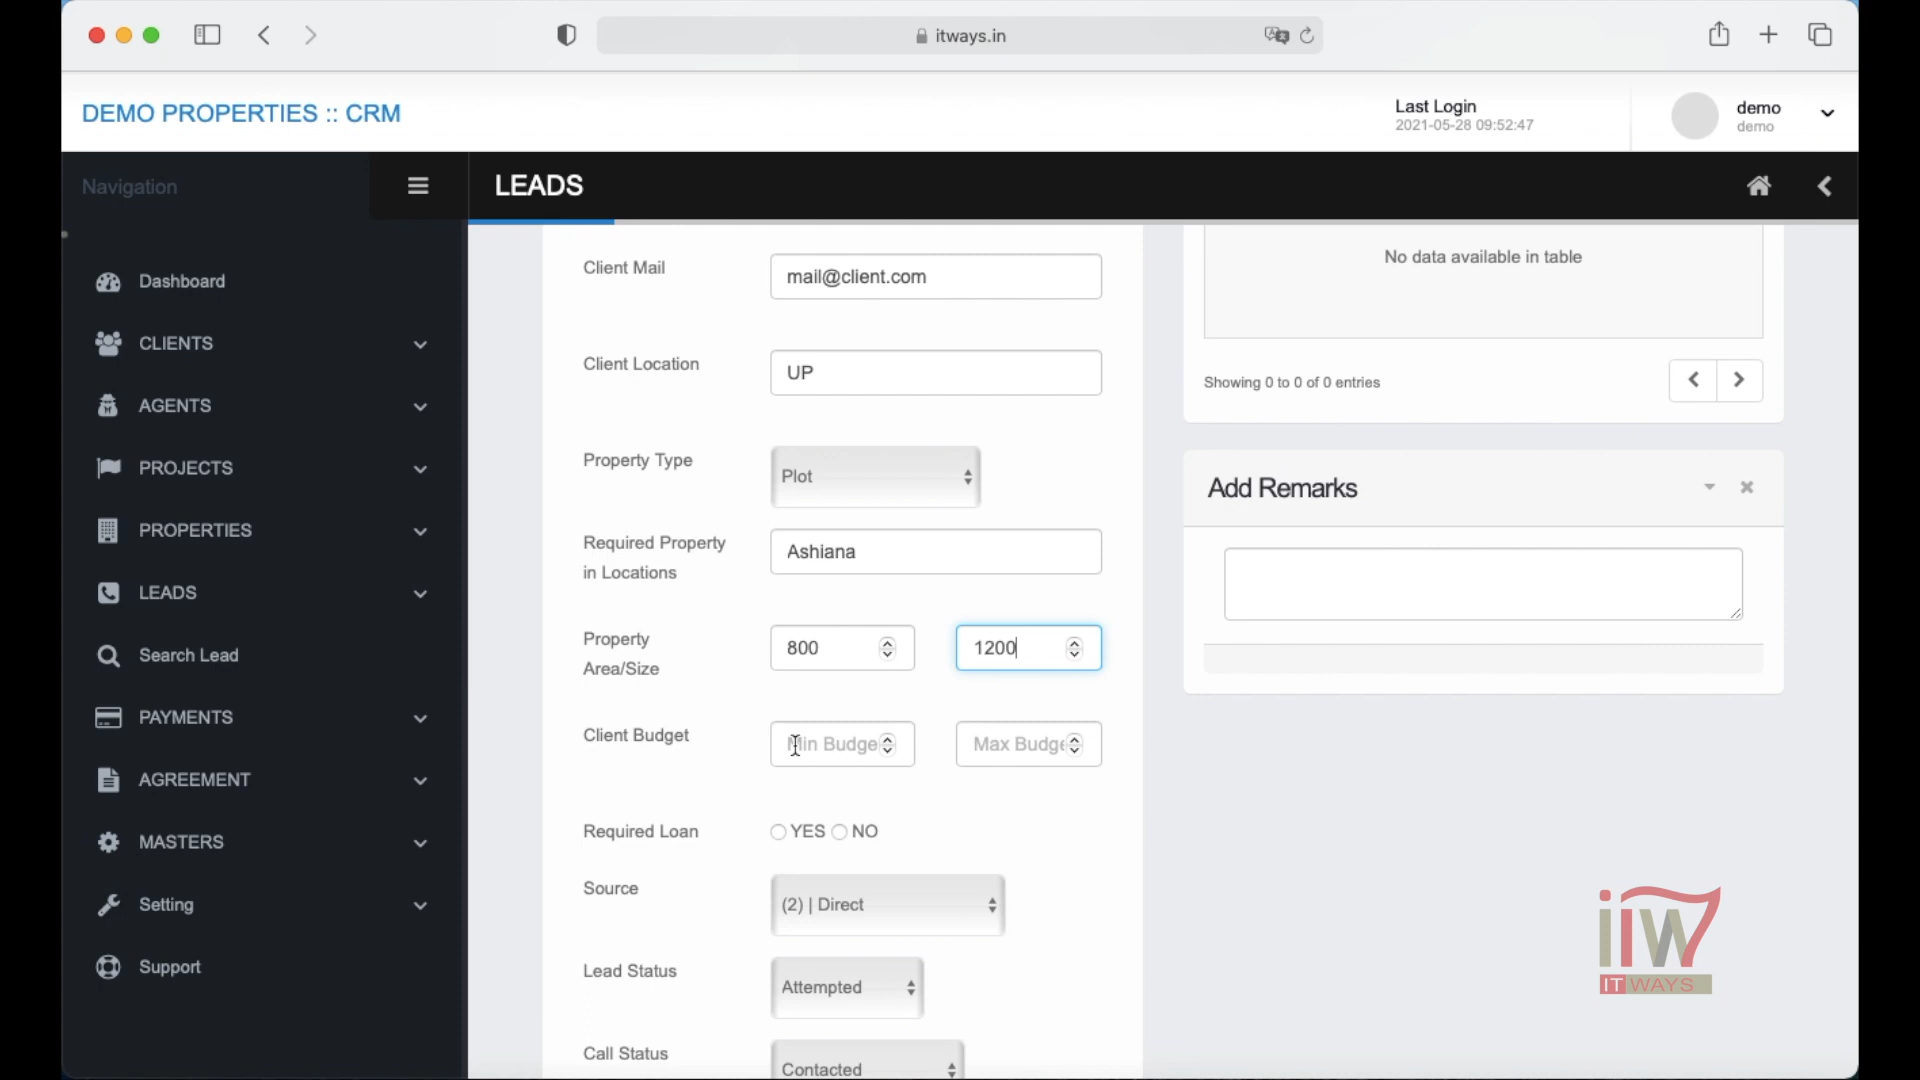 itways.in
DEMO PROPERTIES :: CRM
Last Login
2021-05-28 09:52:47
demo
demo
Navigation
LEADS
Dashboard
CLIENTS
AGENTS
PROJECTS
PROPERTIES
LEADS
Search Lead
PAYMENTS
AGREEMENT
MASTERS
Setting
Support
Client Mail
mail@client.com
Client Location
UP
Property Type
Plot
Required Property
in Locations
Ashiana
Property
Area/Size
800
1200
Client Budget
Min Budge
Max Budge
Required Loan
YES NO
Source
(2) | Direct
Lead Status
Attempted
Call Status
Contacted
No data available in table
Showing 0 to 0 of 0 entries
Add Remarks
iiW7
IT WAYS